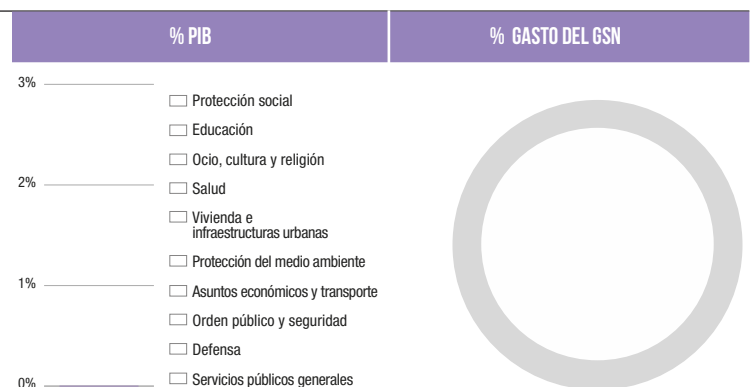 % PIB
% GASTO DEL GSN
3%
2%
1%
0%
Protección social
Educación
Ocio, cultura y religión
Salud
Vivienda e
infraestructuras urbanas
Protección del medio ambiente
Asuntos económicos y transporte
Orden público y seguridad
Defensa
Servicios públicos generales